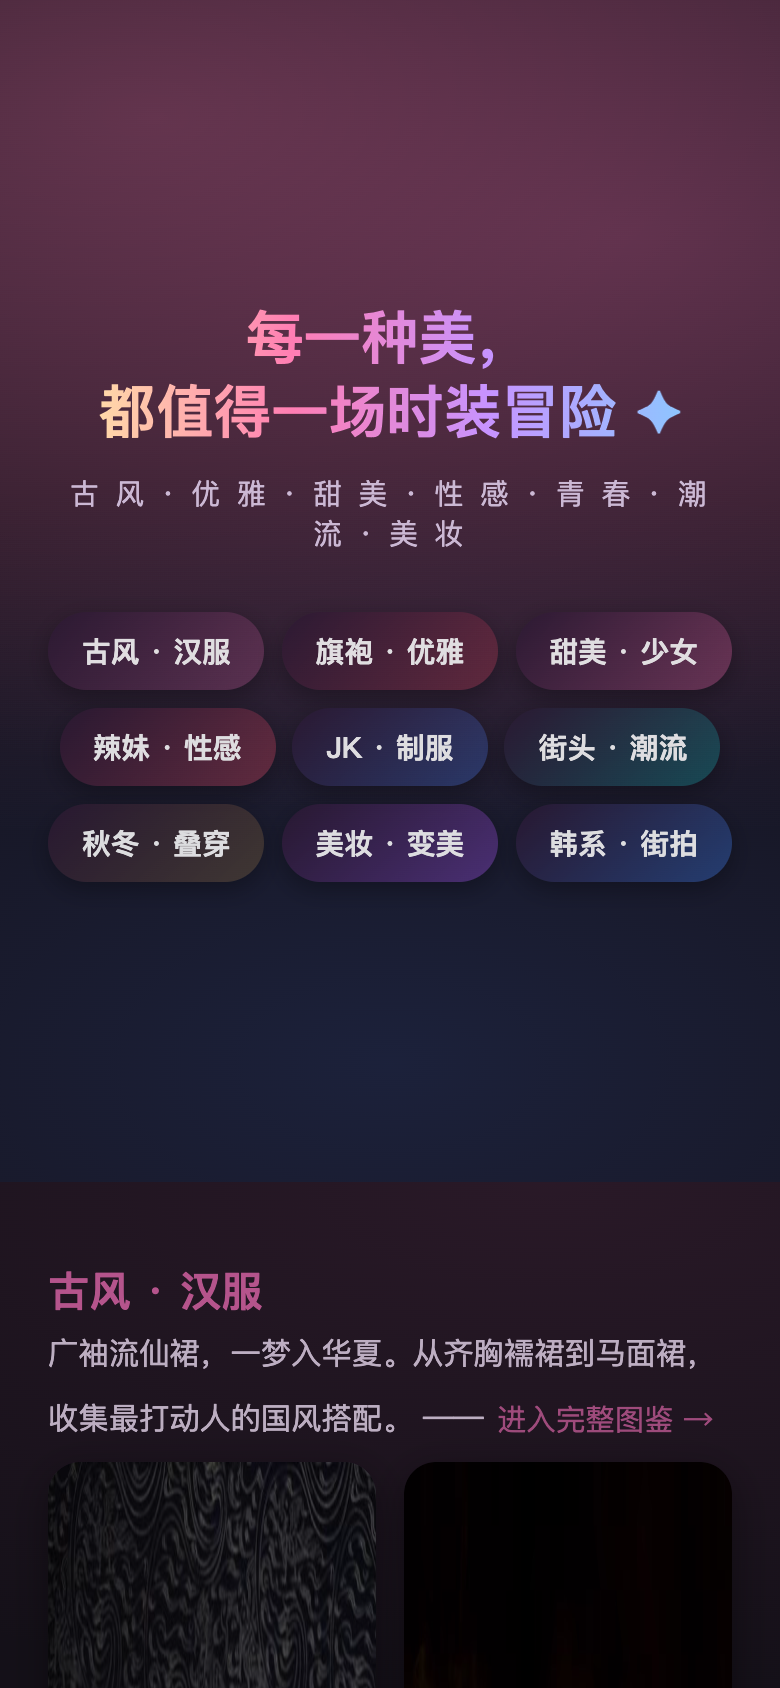 每一种美，
都值得一场时装冒险 ✦
古风·优雅·甜美·性感·青春·潮
流·美妆
古风 · 汉服
旗袍 · 优雅
甜美 · 少女
辣妹 · 性感
JK · 制服
街头 · 潮流
秋冬 · 叠穿
美妆 · 变美
韩系 · 街拍
古风 · 汉服
广袖流仙裙，一梦入华夏。从齐胸襦裙到马面裙，
收集最打动人的国风搭配。 —— 进入完整图鉴 →